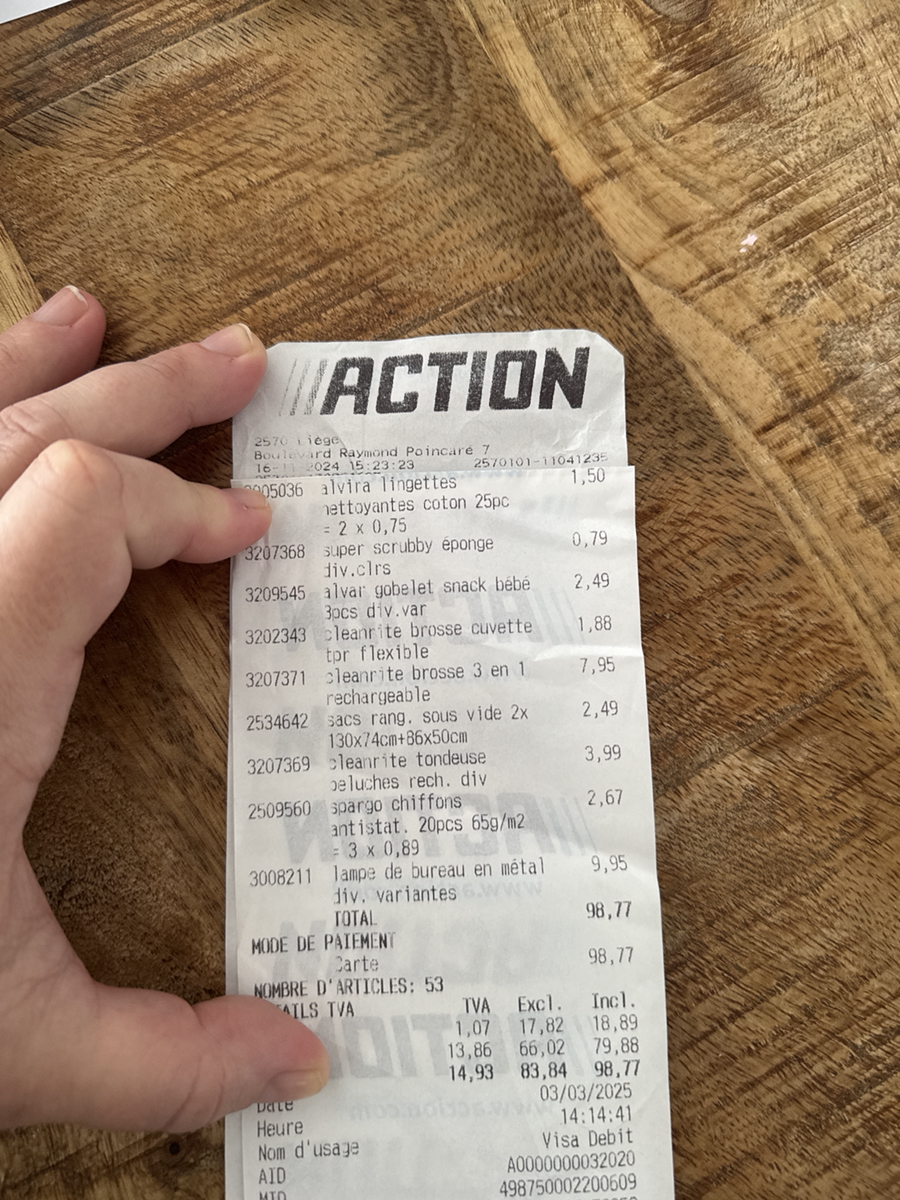 ACTION
2570 Liége
Boulevard Raymond Poincaré 7
2024 15:23:23 2570101-11041235
alvira lingettes 1,50
nettoyantes coton 25pc
= 2 x 0,75
3207368 super scrubby éponge 0,79
div.clrs
3209545 alvar gobelet snack bébé 2,49
3pcs div.var
3202343 cleanrite brosse cuvette 1,88
tpr flexible
3207371 cleanrite brosse 3 en 1 7,95
rechargeable
2534642 sacs rang. sous vide 2x 2,49
130x74cm+86x50cm
3207369 cleanrite tondeuse 3,99
peluches rech. div
2509560 spargo chiffons 2,67
antistat. 20pcs 65g/m2
= 3 x 0,89
3008211 lampe de bureau en métal 9,95
div. variantes
TOTAL 98,77
MODE DE PAIEMENT
Carte 98,77
NOMBRE D'ARTICLES: 53
AILS TVA TVA Excl. Incl.
1,07 17,82 18,89
13,86 66,02 79,88
14,93 83,84 98,77
Date 03/03/2025
Heure 14:14:41
Nom d'usage Visa Debit
AID A0000000032020
MID 498750002200609